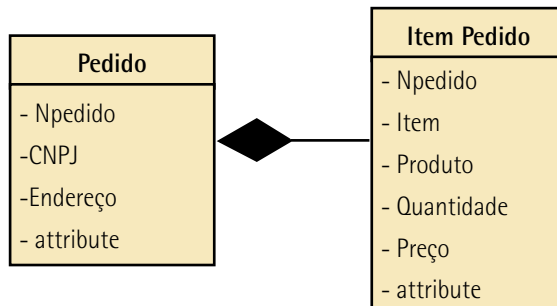 Pedido
- Npedido
-CNPJ
-Endereço
- attribute
Item Pedido
- Npedido
- Item
- Produto
- Quantidade
- Preço
- attribute